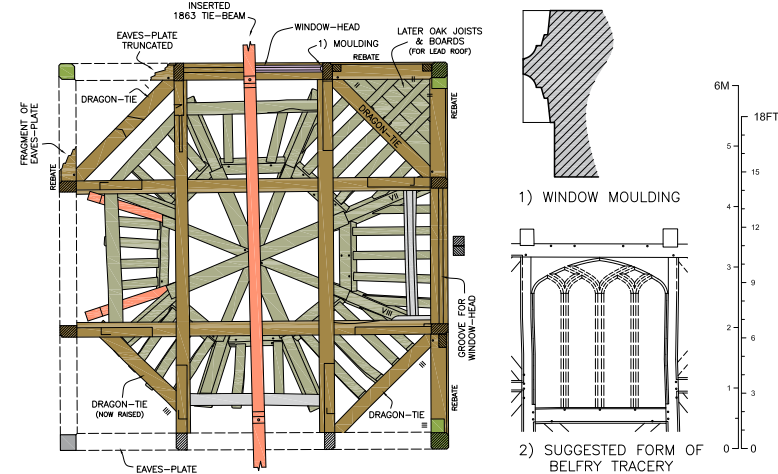 INSERTED
1863 TIE-BEAM
EAVES-PLATE
TRUNCATED
WINDOW-HEAD
1) MOULDING
REBATE
LATER OAK JOISTS
& BOARDS
(FOR LEAD ROOF)
DRAGON-TIE
DRAGON-TIE
REBATE
FRAGMENT OF
EAVES-PLATE
REBATE
II
II
VII
VIII
GROOVE FOR
WINDOW-HEAD
DRAGON-TIE
(NOW RAISED)
IIII
III
III
DRAGON-TIE
REBATE
EAVES-PLATE
1) WINDOW MOULDING
2) SUGGESTED FORM OF
BELFRY TRACERY
6M
18FT
5
15
4
12
3
9
2
6
1
3
0
0